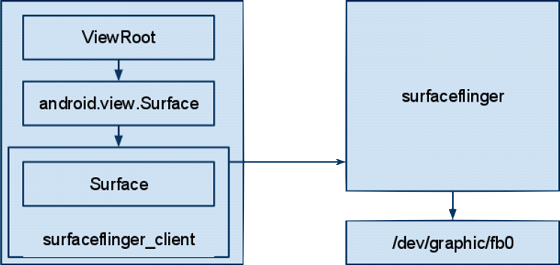 ViewRoot
android.view.Surface
Surface
surfaceflinger_client
surfaceflinger
/dev/graphic/fb0